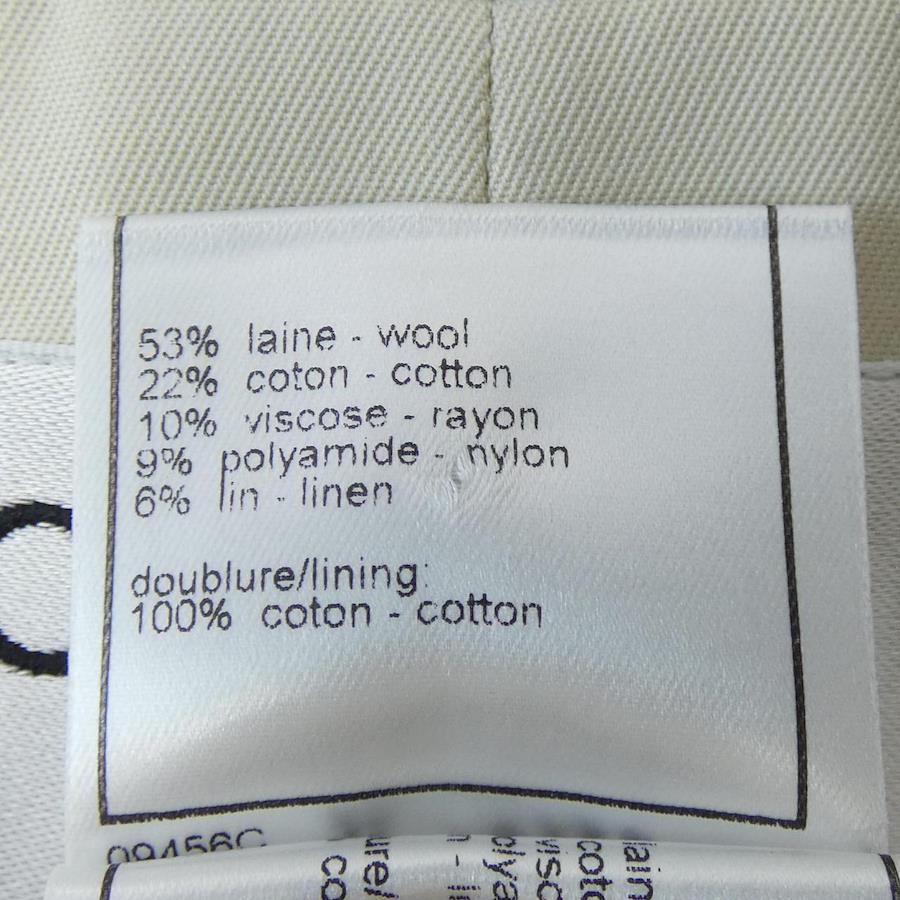 53% laine - wool
22% coton - cotton
10% viscose - rayon
9% polyamide - nylon
6% lin - linen
doublure/lining:
100% coton - cotton
09456C